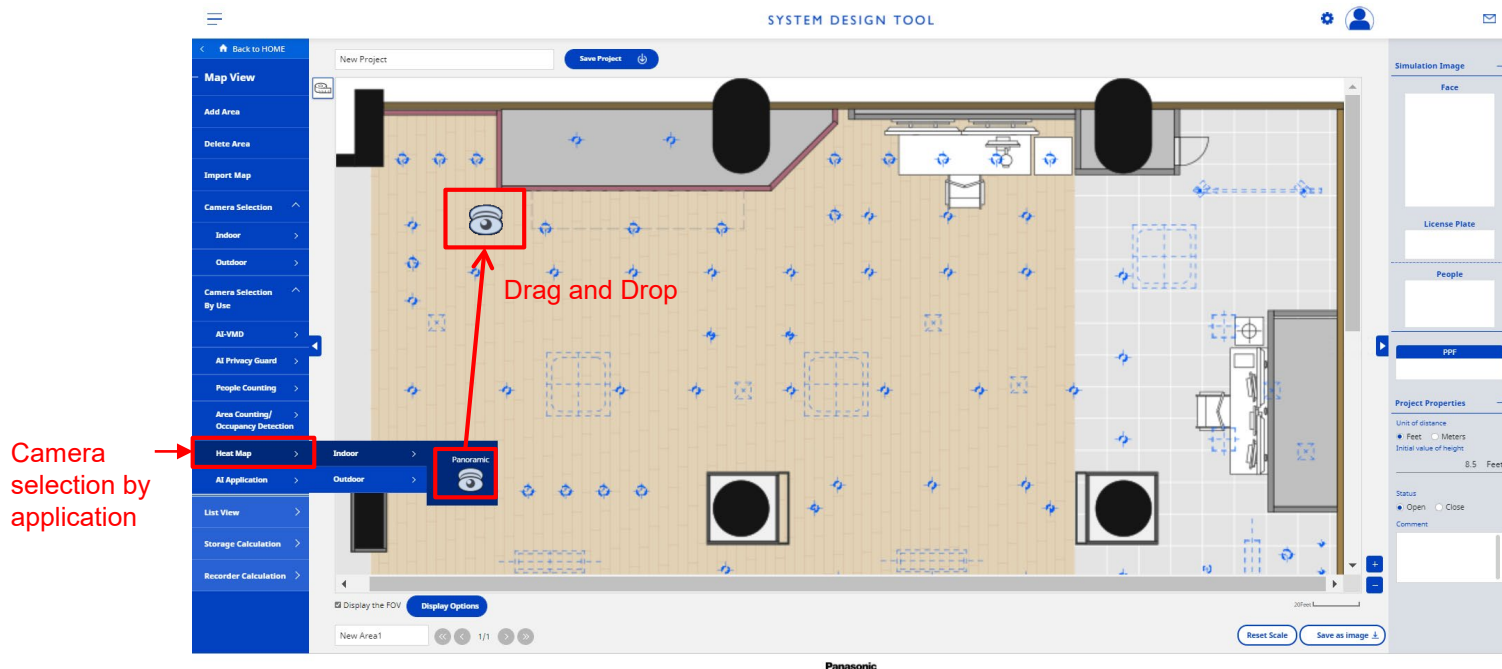 SYSTEM DESIGN TOOL
Back to HOME
Map View
Add Area
Delete Area
Import Map
Camera Selection
Indoor
Outdoor
Camera Selection
By Use
AI-VMD
AI Privacy Guard
People Counting
Area Counting/
Occupancy Detection
Heat Map
AI Application
List View
Storage Calculation
Recorder Calculation
Indoor
Outdoor
Panoramic
Camera
selection by
application
New Project
Save Project
Drag and Drop
Display the FOV
Display Options
20Feet
New Area1
1/1
Reset Scale
Save as image
Simulation Image
Face
License Plate
People
PPF
Project Properties
Unit of distance
Feet Meters
Initial value of height
8.5 Feet
Status
Open Close
Comment
Panasonic